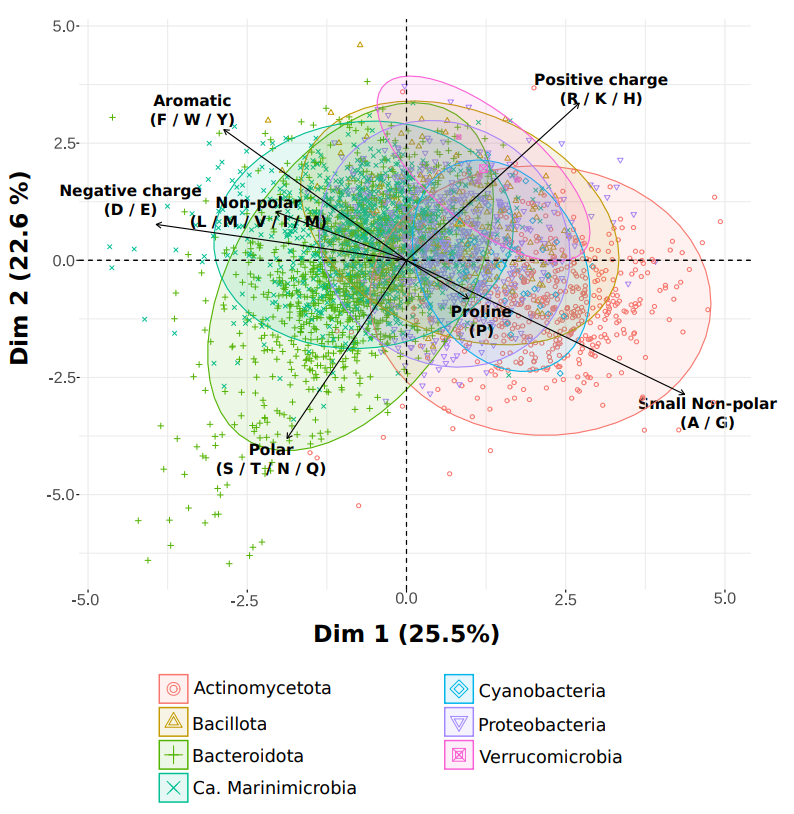 5.0
2.5
0.0
-2.5
-5.0
Dim 2 (22.6 %)
Positive charge
(R / K / H)
Aromatic
(F / W / Y)
Negative charge
(D / E)
Non-polar
(L / M / V / I / M)
Proline
(P)
Small Non-polar
(A / G)
Polar
(S / T / N / Q)
-5.0
-2.5
0.0
2.5
5.0
Dim 1 (25.5%)
Actinomycetota
Bacillota
Bacteroidota
Ca. Marinimicrobia
Cyanobacteria
Proteobacteria
Verrucomicrobia